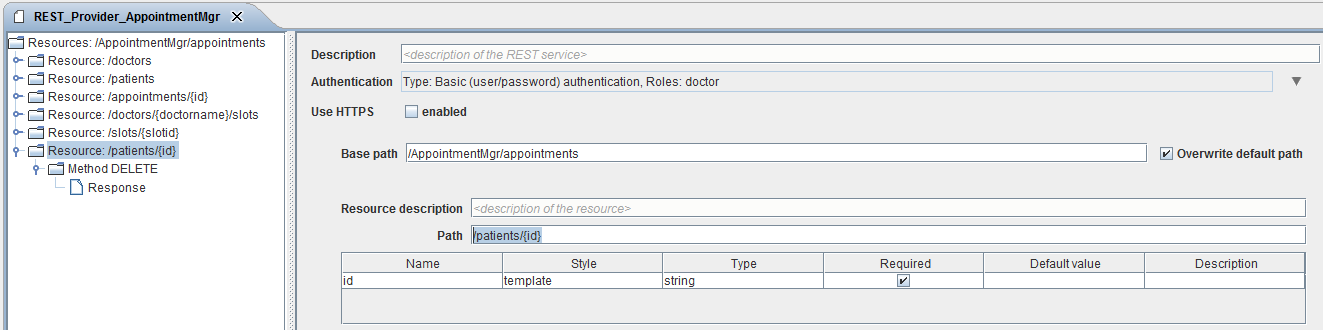 REST_Provider_AppointmentMgr
Resources: /AppointmentMgr/appointments
Resource: /doctors
Resource: /patients
Resource: /appointments/{id}
Resource: /doctors/{doctorname}/slots
Resource: /slots/{slotid}
Resource: /patients/{id}
Method DELETE
Response
Description <description of the REST service>
Authentication Type: Basic (user/password) authentication, Roles: doctor
Use HTTPS enabled
Base path /AppointmentMgr/appointments Overwrite default path
Resource description <description of the resource>
Path /patients/{id}
Name Style Type Required Default value Description
id template string